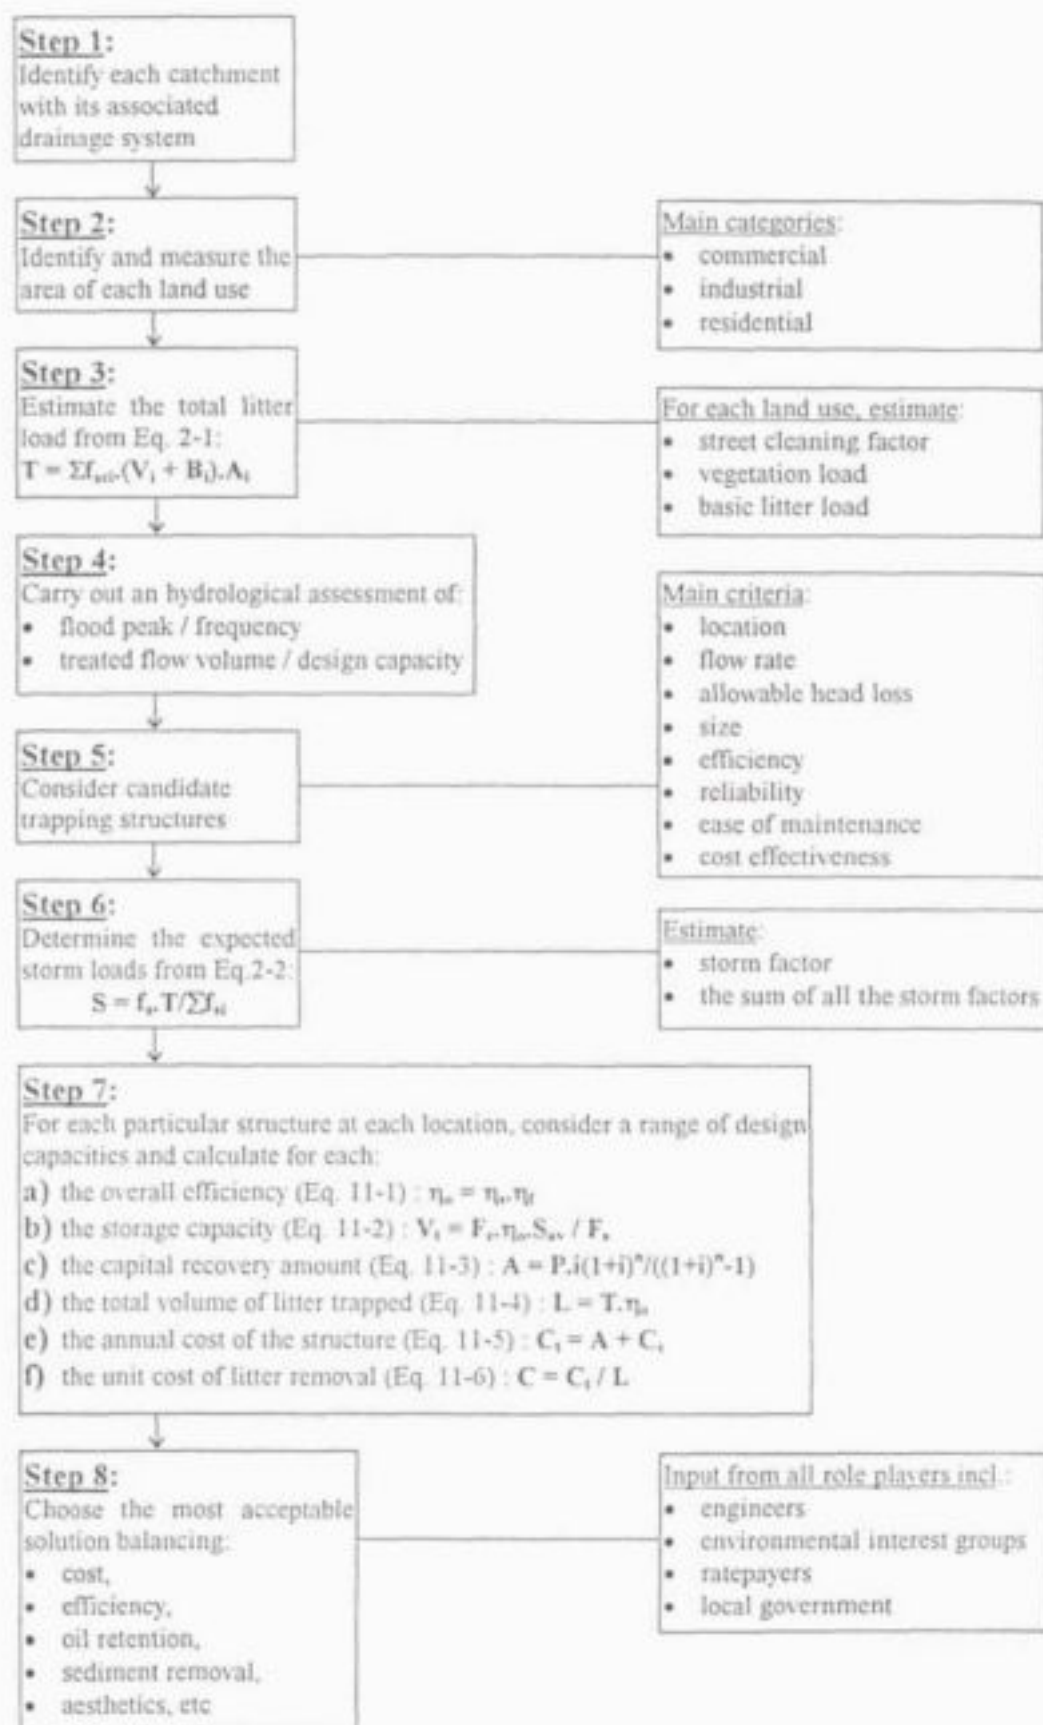 Step 1:
Identify each catchment
with its associated
drainage system
Step 2:
Identify and measure the
area of each land use
Main categories:
• commercial
• industrial
• residential
Step 3:
Estimate the total litter
load from Eq. 2-1:
T = Σfsci.(Vi + Bi).Ai
For each land use, estimate:
• street cleaning factor
• vegetation load
• basic litter load
Step 4:
Carry out an hydrological assessment of:
• flood peak / frequency
• treated flow volume / design capacity
Main criteria:
• location
• flow rate
• allowable head loss
• size
• efficiency
• reliability
• ease of maintenance
• cost effectiveness
Step 5:
Consider candidate
trapping structures
Step 6:
Determine the expected
storm loads from Eq.2-2:
S = fs.T/Σfsi
Estimate:
• storm factor
• the sum of all the storm factors
Step 7:
For each particular structure at each location, consider a range of design
capacities and calculate for each:
a) the overall efficiency (Eq. 11-1) :
b) the storage capacity (Eq. 11-2) :
c) the capital recovery amount (Eq. 11-3) : A = P.i(1+i)ⁿ/((1+i)ⁿ-1)
d) the total volume of litter trapped (Eq. 11-4) : L = T.ηo
e) the annual cost of the structure (Eq. 11-5) :
f) the unit cost of litter removal (Eq. 11-6) : C = Ct / L
Step 8:
Choose the most acceptable
solution balancing:
• cost,
• efficiency,
• oil retention,
• sediment removal,
• aesthetics, etc
Input from all role players incl.:
• engineers
• environmental interest groups
• ratepayers
• local government